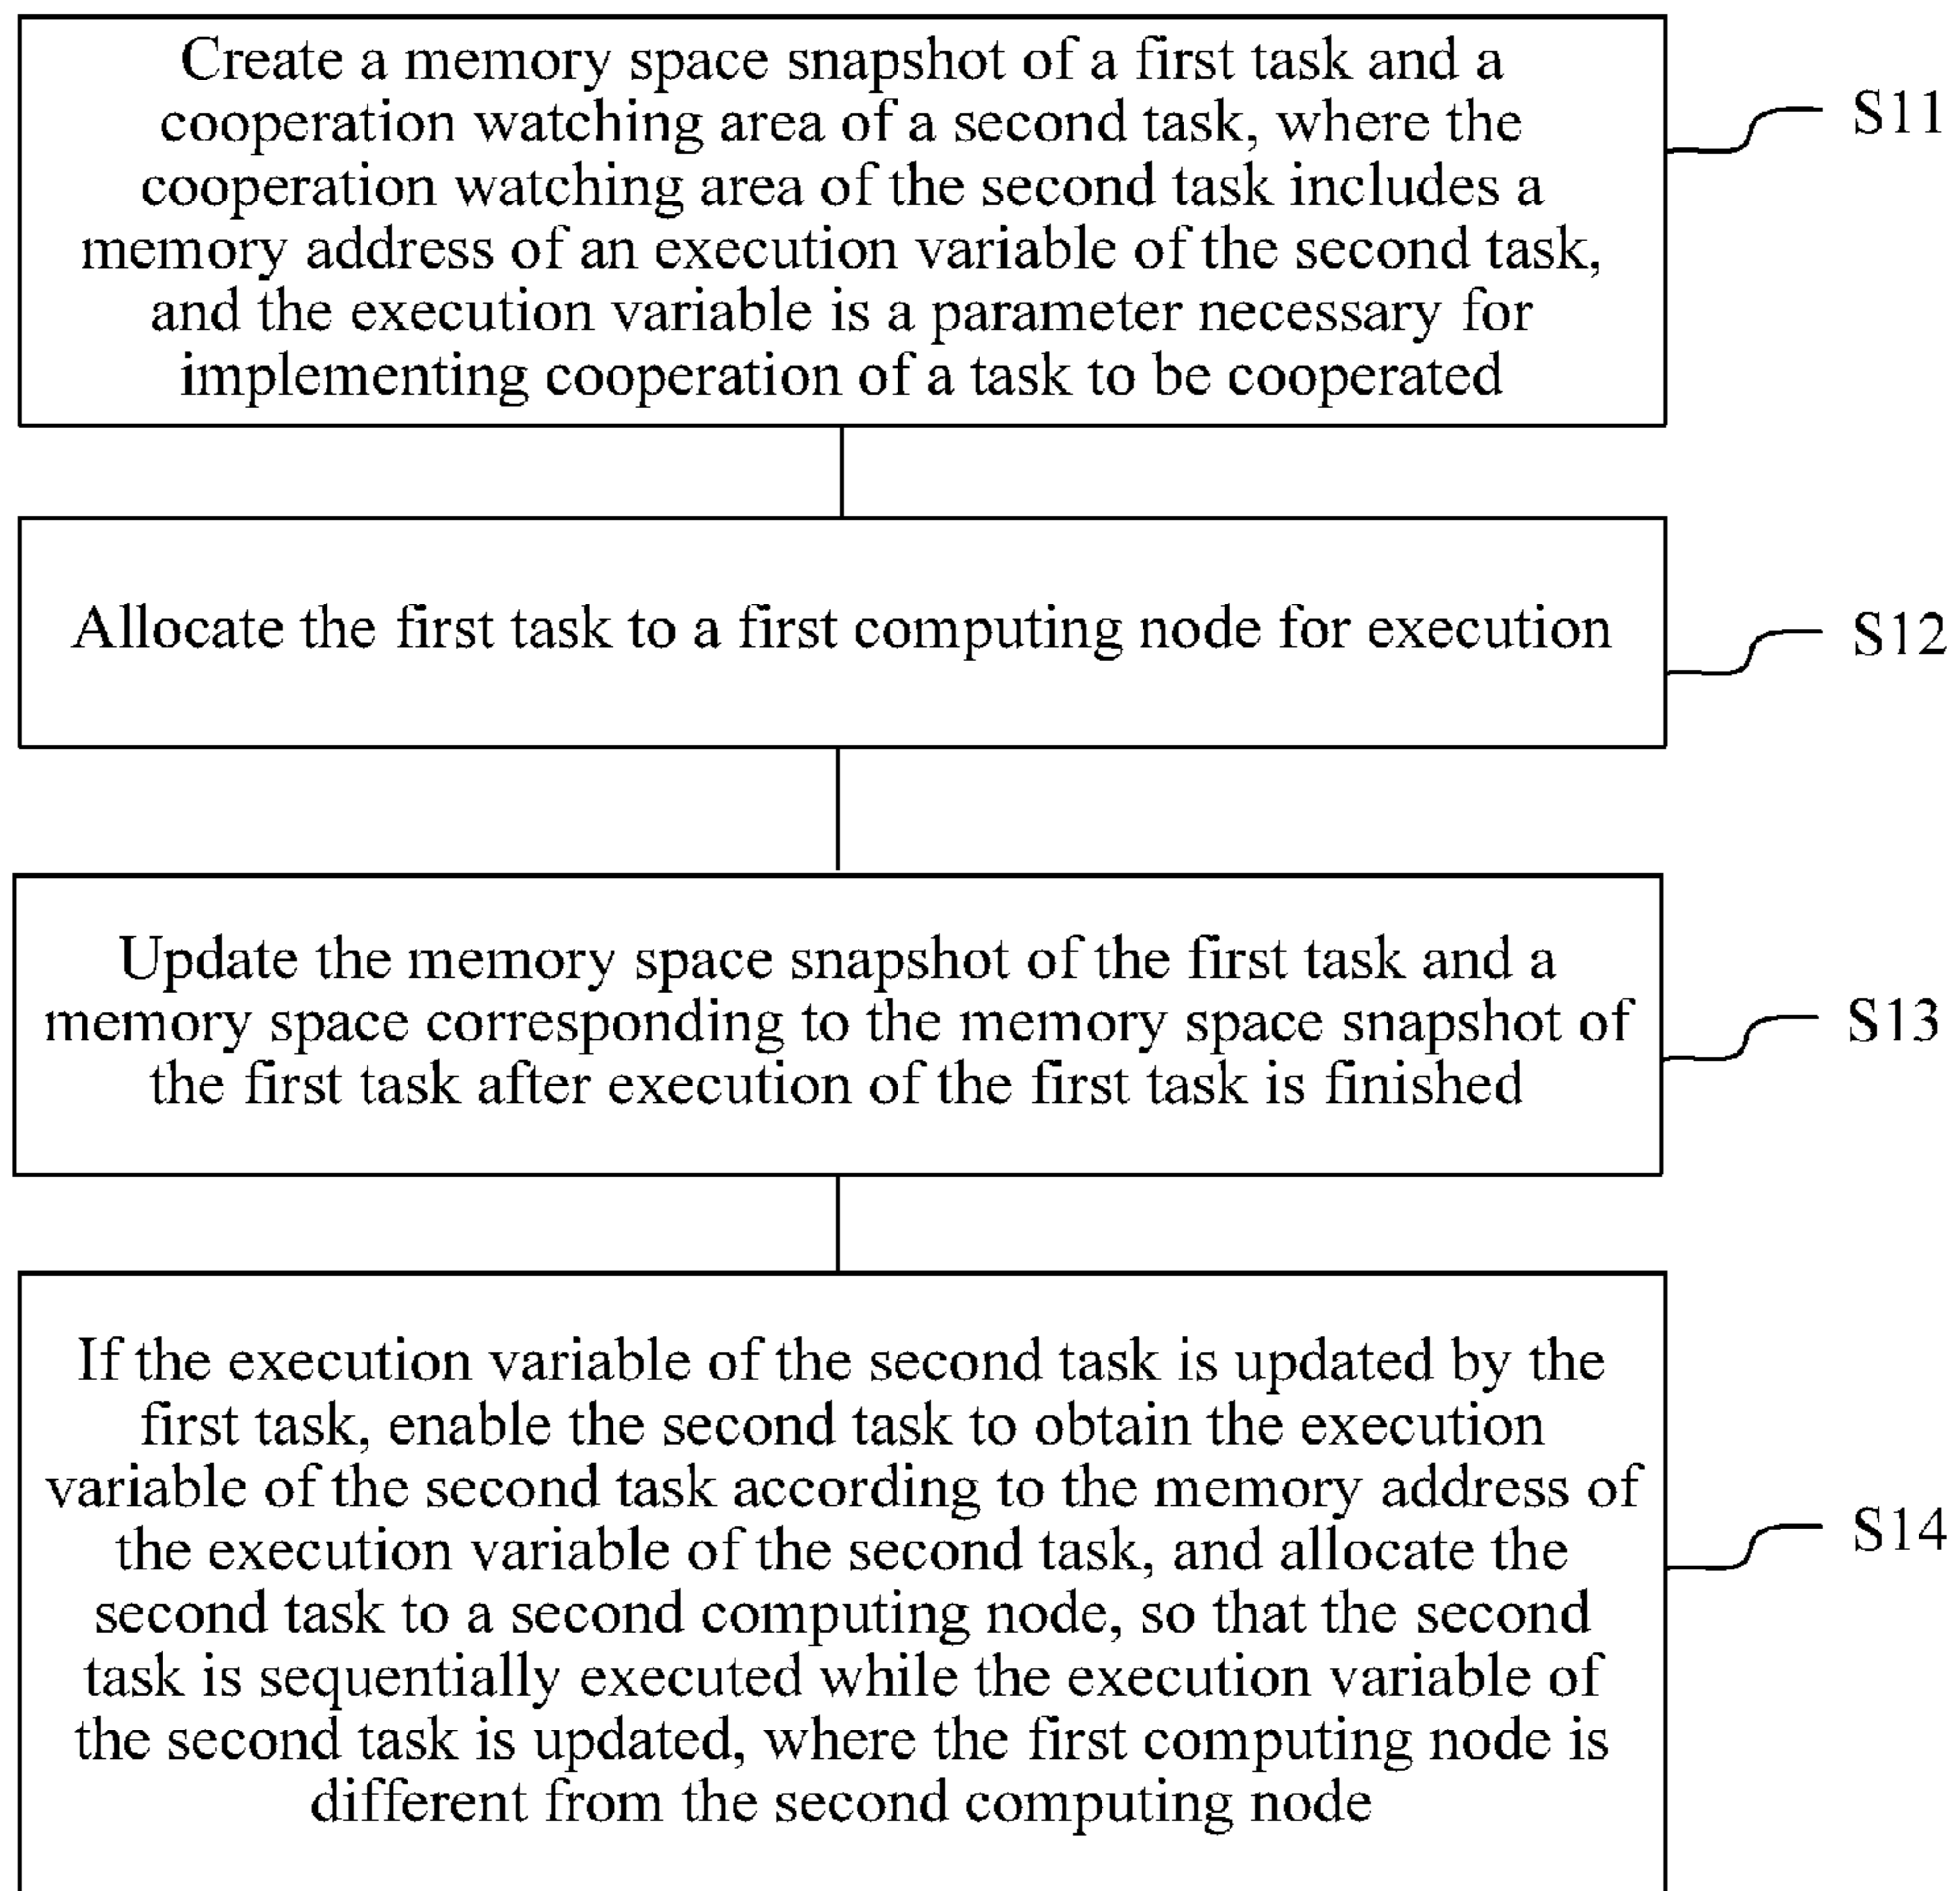 Create a memory space snapshot of a first task and a
cooperation watching area of a second task, where the
cooperation watching area of the second task includes a
memory address of an execution variable of the second task,
and the execution variable is a parameter necessary for
implementing cooperation of a task to be cooperated
S11
Allocate the first task to a first computing node for execution
S12
Update the memory space snapshot of the first task and a
memory space corresponding to the memory space snapshot of
the first task after execution of the first task is finished
S13
If the execution variable of the second task is updated by the
first task, enable the second task to obtain the execution
variable of the second task according to the memory address of
the execution variable of the second task, and allocate the
second task to a second computing node, so that the second
task is sequentially executed while the execution variable of
the second task is updated, where the first computing node is
different from the second computing node
S14